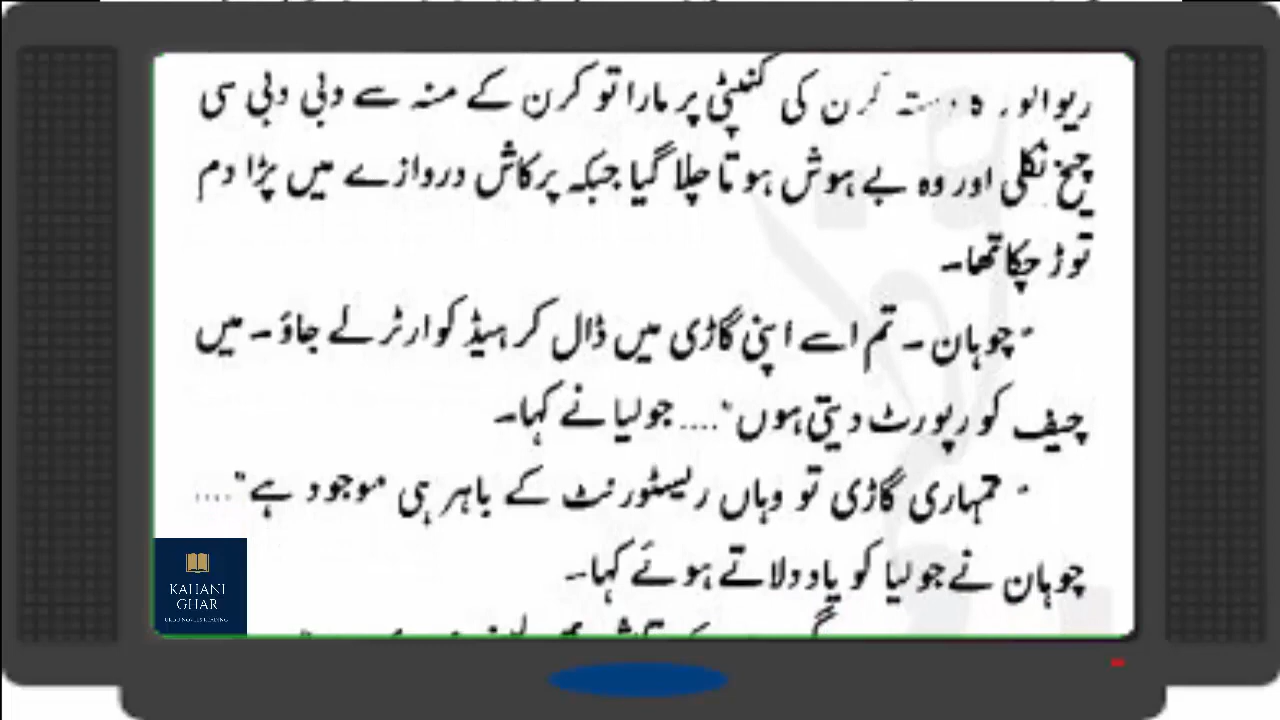 ریوالور کا دستہ کرن کی کنپٹی پر مارا تو کرن کے منہ سے دبی دبی سی
چیخ نکلی اور وہ بے ہوش ہوتا چلا گیا جبکہ پرکاش دروازے میں پڑا دم
توڑ چکا تھا۔
"چوہان۔ تم اسے اپنی گاڑی میں ڈال کر ہیڈ کوارٹر لے جاؤ۔ میں
چیف کو رپورٹ دیتی ہوں".... جولیا نے کہا۔
"تمہاری گاڑی تو وہاں ریسٹورنٹ کے باہر ہی موجود ہے"....
چوہان نے جولیا کو یاد دلاتے ہوئے کہا۔
KAHANI
GHAR
URDU NOVELS READING